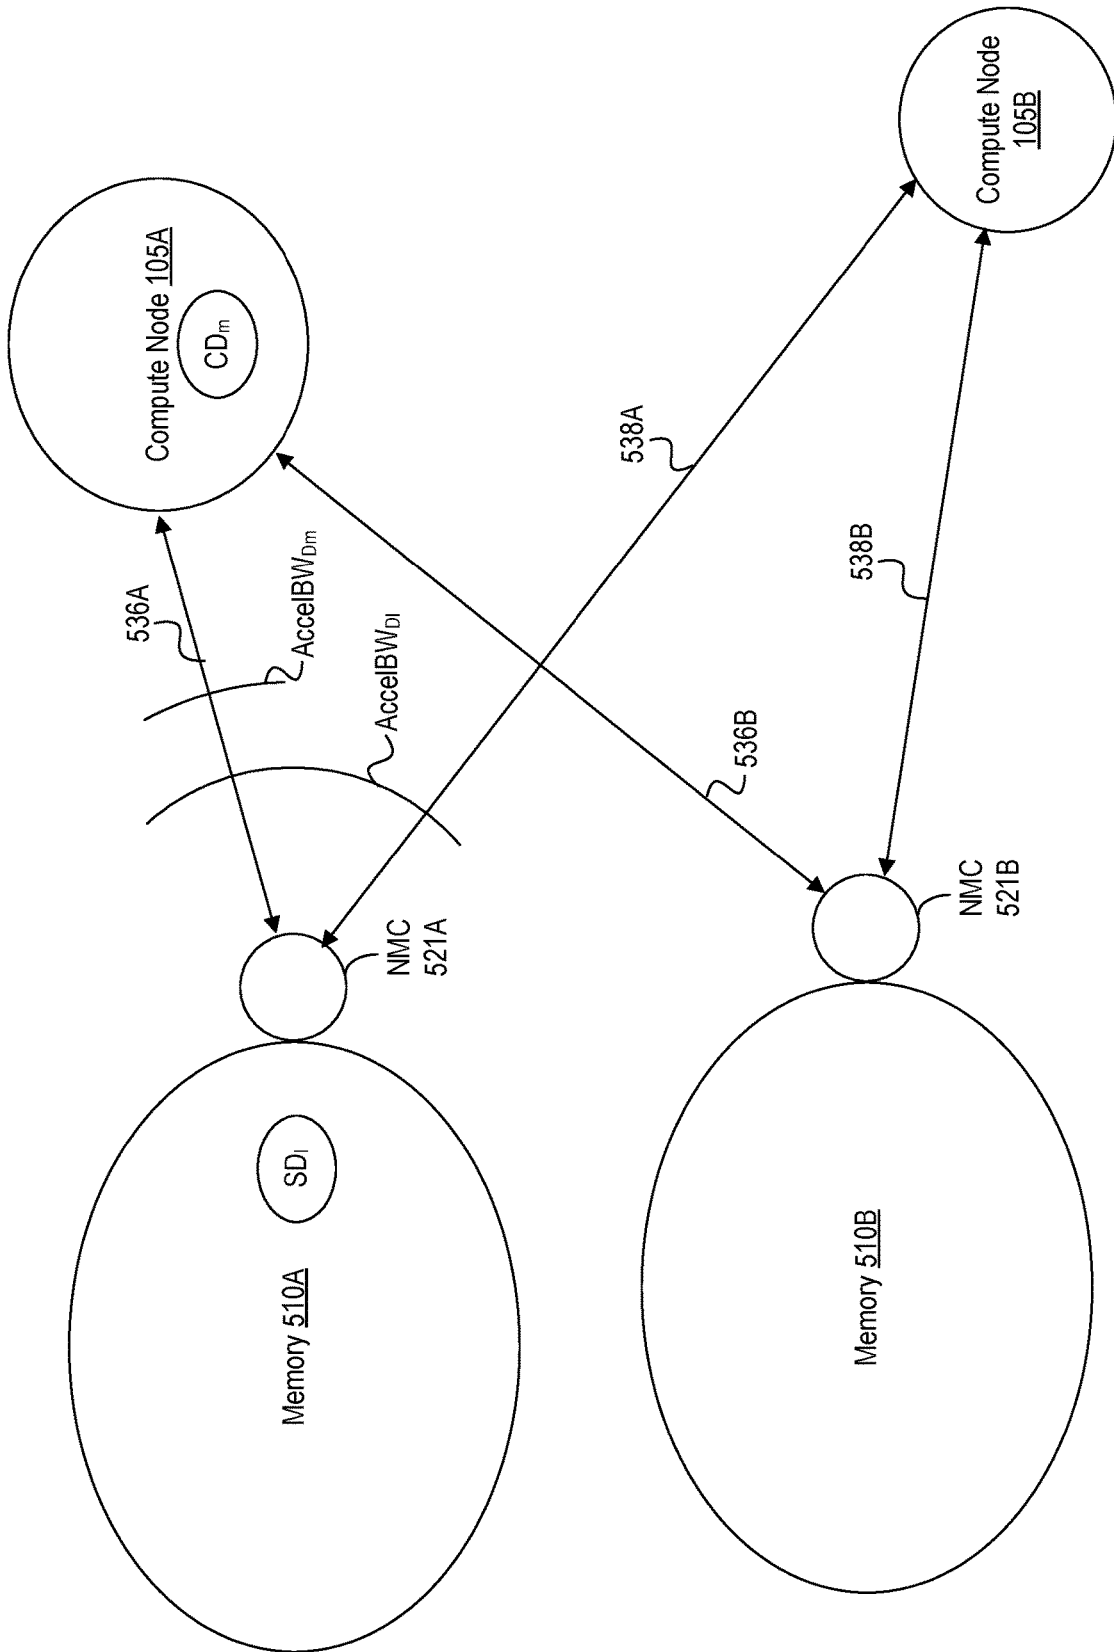 Compute Node 105A
CDm
536A
AccelBWDm
AccelBWDl
538A
Compute Node
105B
538B
536B
NMC
521A
NMC
521B
SDl
Memory 510A
Memory 510B